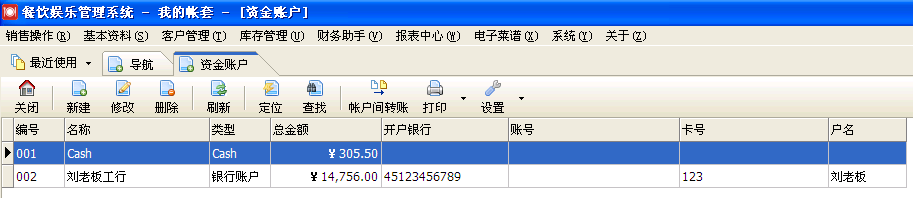 餐饮娱乐管理系统 - 我的帐套 - [资金账户]
销售操作(R) 基本资料(E) 客户管理(T) 库存管理(U) 财务助手(V) 报表中心(W) 电子菜谱(X) 系统(Y) 关于(Z)
最近使用 导航 资金账户
关闭 新建 修改 删除 刷新 定位 查找 帐户间转账 打印 设置
编号 名称 类型 总金额 开户银行 账号 卡号 户名
001 Cash Cash ¥ 305.50
002 刘老板工行 银行账户 ¥ 14,756.00 45123456789 123 刘老板